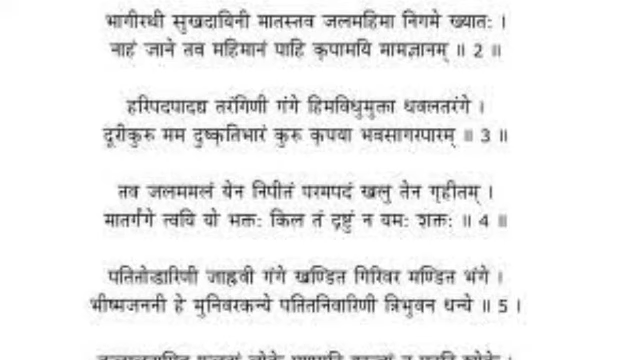 भागीरथी सुखदायिनी मातस्तव जलमहिमा निगमे ख्यातः ।
नाहं जाने तव महिमानं पाहि कृपामयि मामज्ञानम् ॥ 2 ॥
हरिपदपाद्य तरंगिणी गंगे हिमविधुमुक्ता धवलतरंगे ।
दूरीकुरु मम दुष्कृतिभारं कुरु कृपया भवसागरपारम् ॥ 3 ॥
तव जलममलं येन निपीतं परमपदं खलु तेन गृहीतम् ।
मातर्गंगे त्वयि यो भक्तः किल तं द्रष्टुं न यमः शक्तः ॥ 4 ॥
पतितोद्धारिणी जाह्नवी गंगे खण्डित गिरिवर मण्डित भंगे ।
भीष्मजननी हे मुनिवरकन्ये पतितनिवारिणी त्रिभुवन धन्ये ॥ 5 ।